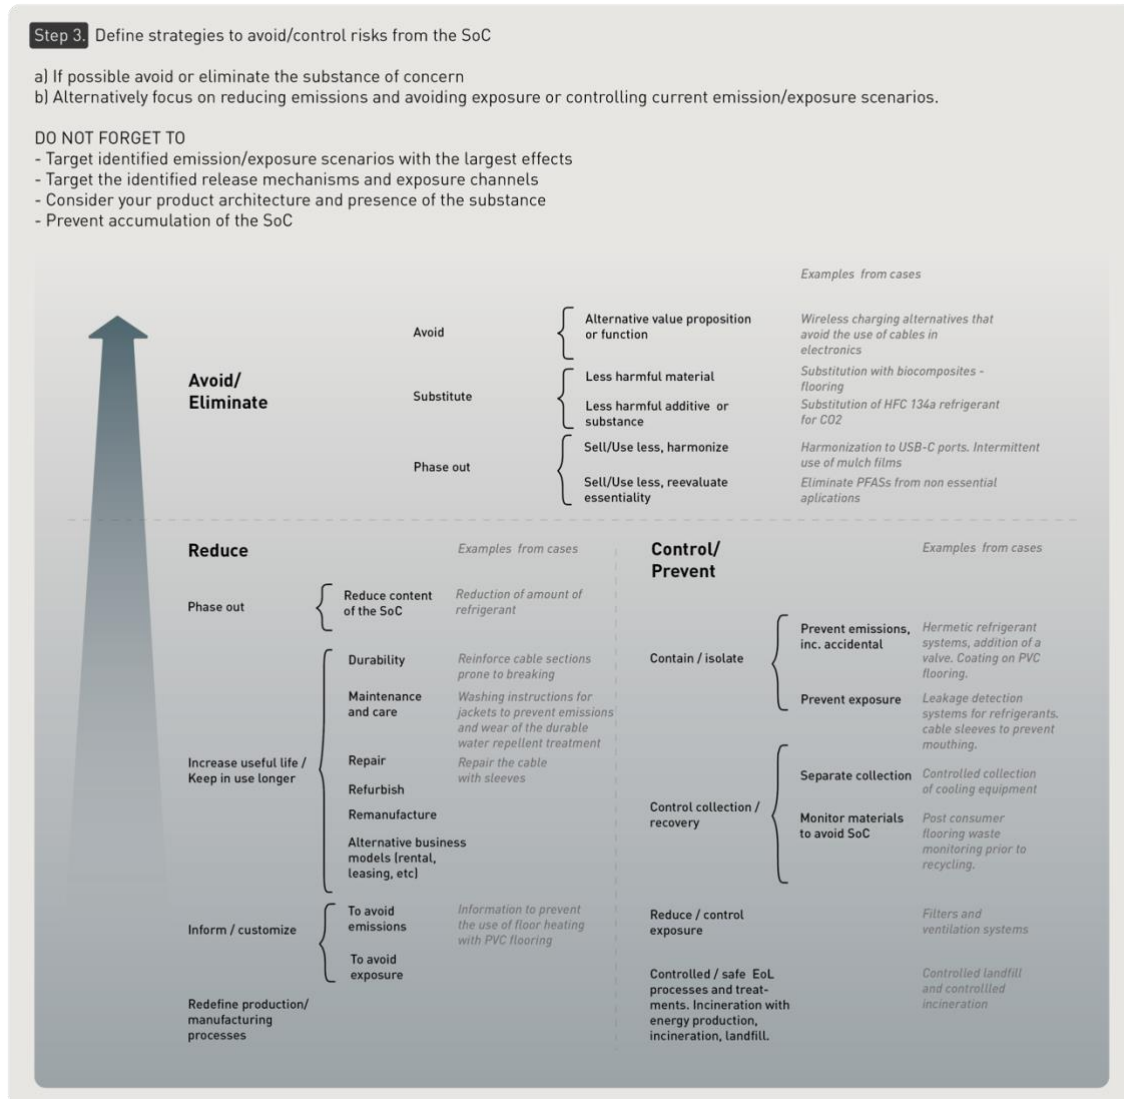 Step 3. Define strategies to avoid/control risks from the SoC
a) If possible avoid or eliminate the substance of concern
b) Alternatively focus on reducing emissions and avoiding exposure or controlling current emission/exposure scenarios.
DO NOT FORGET TO
- Target identified emission/exposure scenarios with the largest effects
- Target the identified release mechanisms and exposure channels
- Consider your product architecture and presence of the substance
- Prevent accumulation of the SoC
Examples from cases
Avoid/
Eliminate
Avoid
Alternative value proposition
or function
Wireless charging alternatives that
avoid the use of cables in
electronics
Substitute
Less harmful material
Substitution with biocomposites -
flooring
Less harmful additive or
substance
Substitution of HFC 134a refrigerant
for CO2
Phase out
Sell/Use less, harmonize
Harmonization to USB-C ports. Intermittent
use of mulch films
Sell/Use less, reevaluate
essentiality
Eliminate PFASs from non essential
aplications
Reduce
Examples from cases
Phase out
Reduce content
of the SoC
Reduction of amount of
refrigerant
Increase useful life /
Keep in use longer
Durability
Reinforce cable sections
prone to breaking
Maintenance
and care
Washing instructions for
jackets to prevent emissions
and wear of the durable
water repellent treatment
Repair
Repair the cable
with sleeves
Refurbish
Remanufacture
Alternative business
models (rental,
leasing, etc)
Inform / customize
To avoid
emissions
Information to prevent
the use of floor heating
with PVC flooring
To avoid
exposure
Redefine production/
manufacturing
processes
Control/
Prevent
Examples from cases
Contain / isolate
Prevent emissions,
inc. accidental
Hermetic refrigerant
systems, addition of a
valve. Coating on PVC
flooring.
Prevent exposure
Leakage detection
systems for refrigerants.
cable sleeves to prevent
mouthing.
Control collection /
recovery
Separate collection
Controlled collection
of cooling equipment
Monitor materials
to avoid SoC
Post consumer
flooring waste
monitoring prior to
recycling.
Reduce / control
exposure
Filters and
ventilation systems
Controlled / safe EoL
processes and treat-
ments. Incineration with
energy production,
incineration, landfill.
Controlled landfill
and controllled
incineration